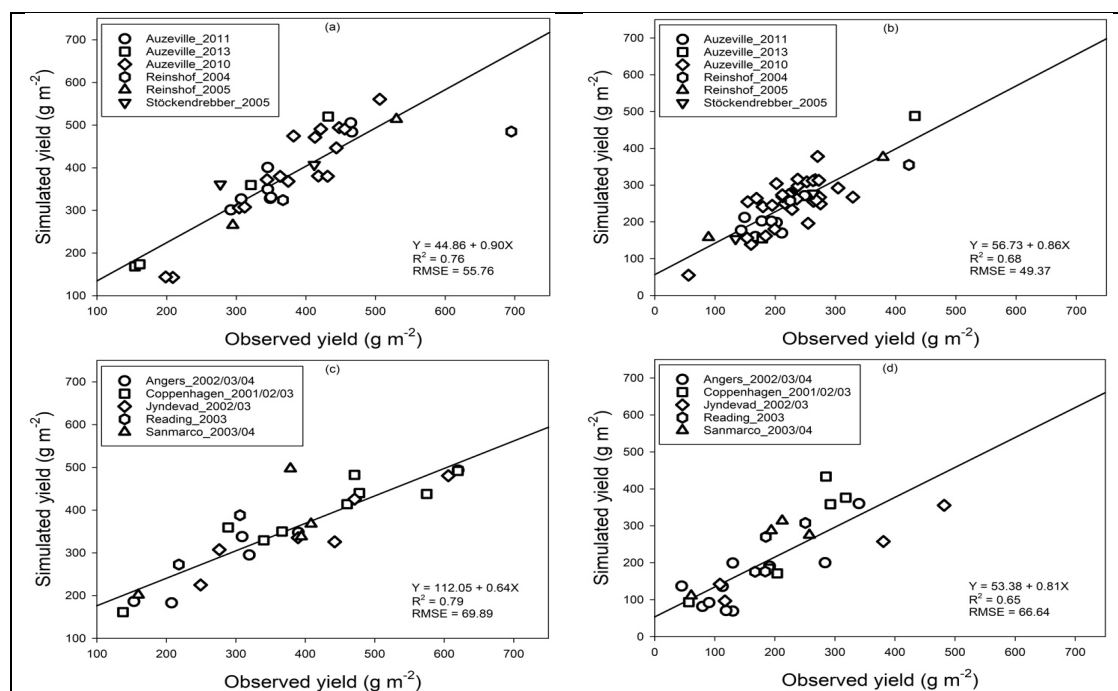 (a)
Auzeville_2011
Auzeville_2013
Auzeville_2010
Reinshof_2004
Reinshof_2005
Stöckendrebber_2005
700
600
500
400
300
200
100
Simulated yield (g m⁻²)
Y = 44.86 + 0.90X
R² = 0.76
RMSE = 55.76
100 200 300 400 500 600 700
Observed yield (g m⁻²)
(b)
Auzeville_2011
Auzeville_2013
Auzeville_2010
Reinshof_2004
Reinshof_2005
Stöckendrebber_2005
700
600
500
400
300
200
100
0
Simulated yield (g m⁻²)
Y = 56.73 + 0.86X
R² = 0.68
RMSE = 49.37
0 100 200 300 400 500 600 700
Observed yield (g m⁻²)
(c)
Angers_2002/03/04
Coppenhagen_2001/02/03
Jyndevad_2002/03
Reading_2003
Sanmarco_2003/04
700
600
500
400
300
200
100
Simulated yield (g m⁻²)
Y = 112.05 + 0.64X
R² = 0.79
RMSE = 69.89
100 200 300 400 500 600 700
Observed yield (g m⁻²)
(d)
Angers_2002/03/04
Coppenhagen_2001/02/03
Jyndevad_2002/03
Reading_2003
Sanmarco_2003/04
700
600
500
400
300
200
100
0
Simulated yield (g m⁻²)
Y = 53.38 + 0.81X
R² = 0.65
RMSE = 66.64
0 100 200 300 400 500 600 700
Observed yield (g m⁻²)